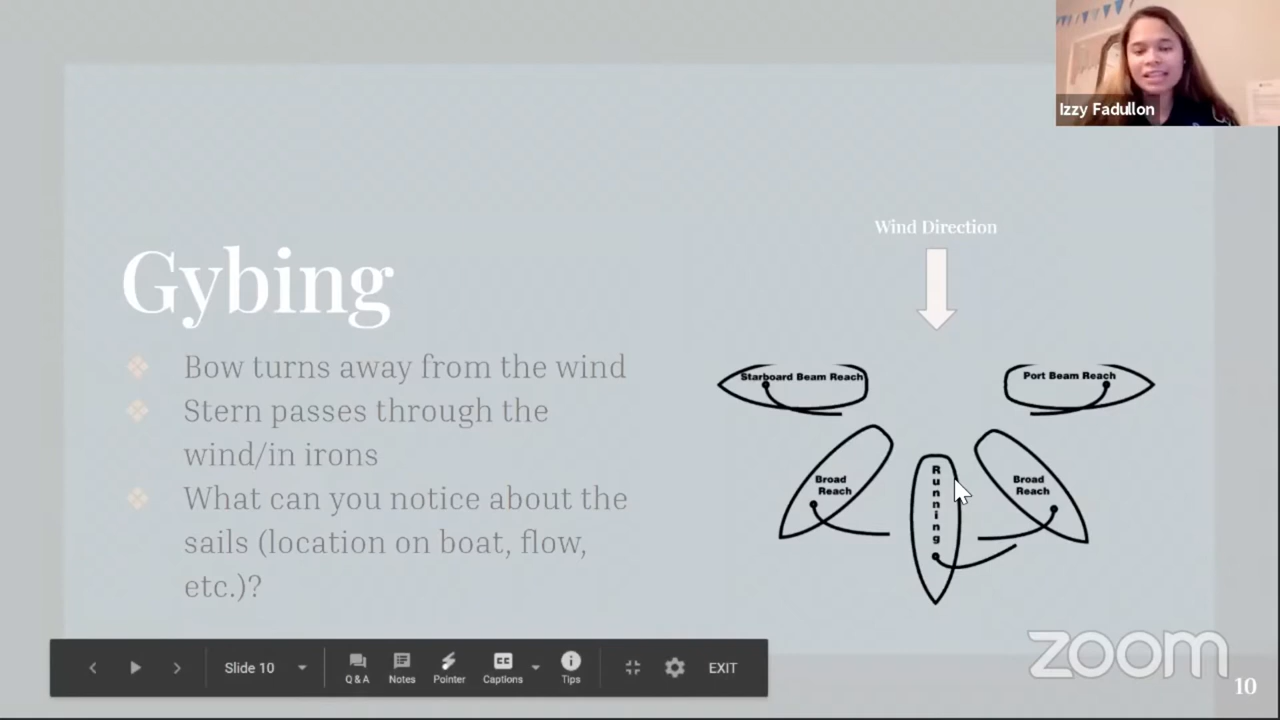 Izzy Fadullon
Wind Direction
Gybing
Bow turns away from the wind
Stern passes through the
wind/in irons
What can you notice about the
sails (location on boat, flow,
etc.)?
Starboard Beam Reach
Port Beam Reach
Broad
Reach
Running
Broad
Reach
Slide 10
Q & A
Notes
Pointer
CC
Captions
Tips
EXIT
zoom
10